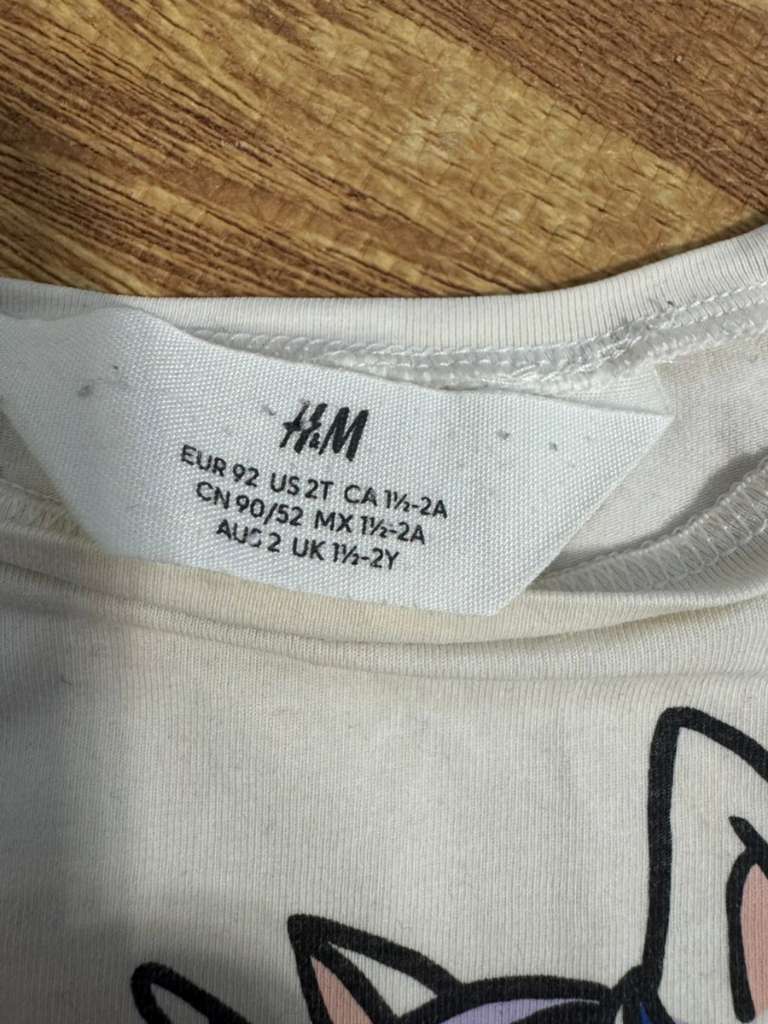 H&M
EUR 92 US 2T CA 1½-2A
CN 90/52 MX 1½-2A
AUS 2 UK 1½-2Y